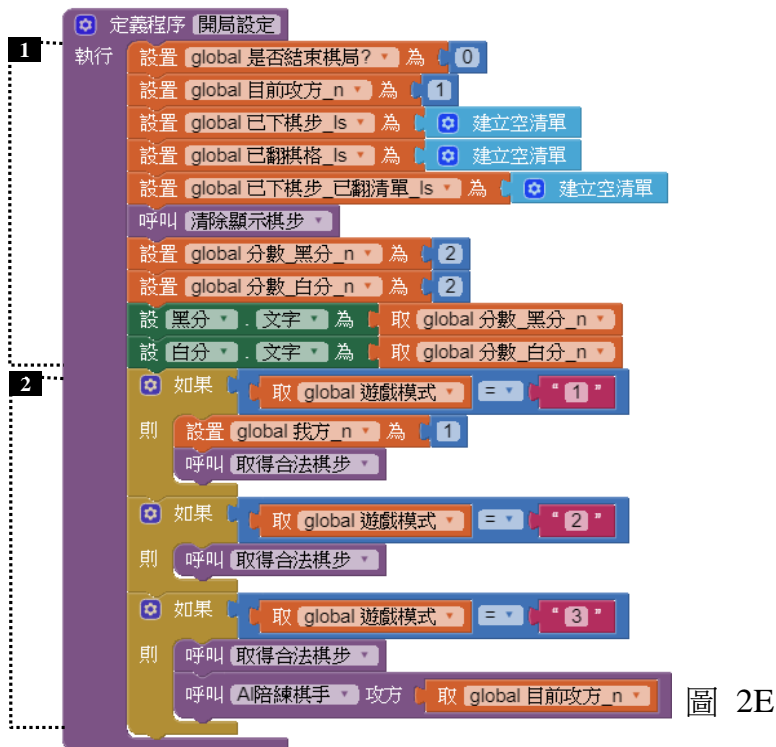 定義程序 開局設定
1 執行 設置 global 是否結束棋局? 為 0
設置 global 目前攻方_n 為 1
設置 global 已下棋步_ls 為 建立空清單
設置 global 已翻棋格_ls 為 建立空清單
設置 global 已下棋步_已翻清單_ls 為 建立空清單
呼叫 清除顯示棋步
設置 global 分數_黑分_n 為 2
設置 global 分數_白分_n 為 2
設 黑分 . 文字 為 取 global 分數_黑分_n
設 白分 . 文字 為 取 global 分數_白分_n
2 如果 取 global 遊戲模式 = " 1 "
則 設置 global 我方_n 為 1
呼叫 取得合法棋步
如果 取 global 遊戲模式 = " 2 "
則 呼叫 取得合法棋步
如果 取 global 遊戲模式 = " 3 "
則 呼叫 取得合法棋步
呼叫 AI陪練棋手 攻方 取 global 目前攻方_n 圖 2E